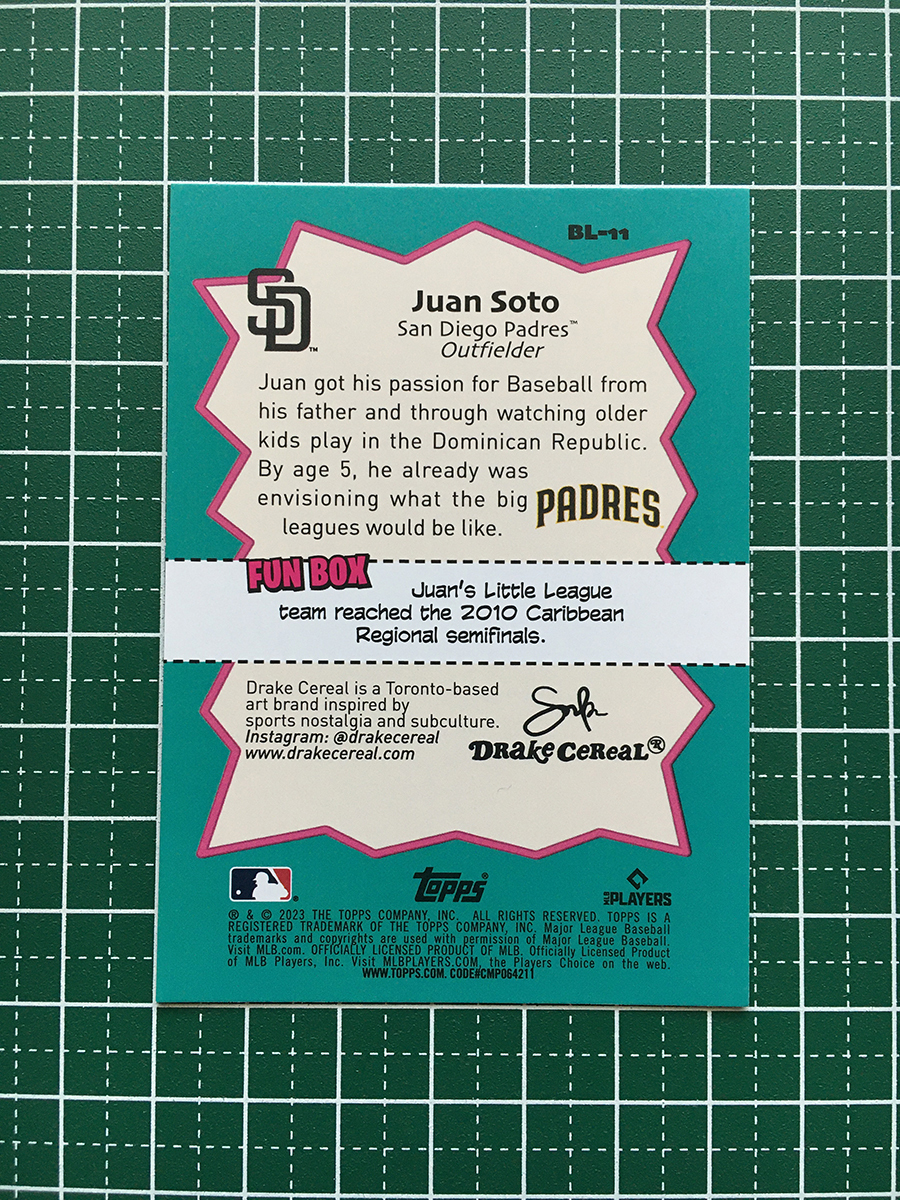 BL-11
SD™
Juan Soto
San Diego Padres™
Outfielder
Juan got his passion for Baseball from
his father and through watching older
kids play in the Dominican Republic.
By age 5, he already was
envisioning what the big
leagues would be like.
PADRES
FUN BOX
Juan's Little League
team reached the 2010 Caribbean
Regional semifinals.
Drake Cereal is a Toronto-based
art brand inspired by
sports nostalgia and subculture.
Instagram: @drakecereal
www.drakecereal.com
DRAKE CEREAL®
topps®
MLB PLAYERS
® & © 2023 THE TOPPS COMPANY, INC. ALL RIGHTS RESERVED. TOPPS IS A
REGISTERED TRADEMARK OF THE TOPPS COMPANY, INC. Major League Baseball
trademarks and copyrights are used with permission of Major League Baseball.
Visit MLB.com. OFFICIALLY LICENSED PRODUCT OF MLB. Officially Licensed Product
of MLB Players, Inc. Visit MLBPLAYERS.COM, the Players Choice on the web.
WWW.TOPPS.COM. CODE#CMP064211